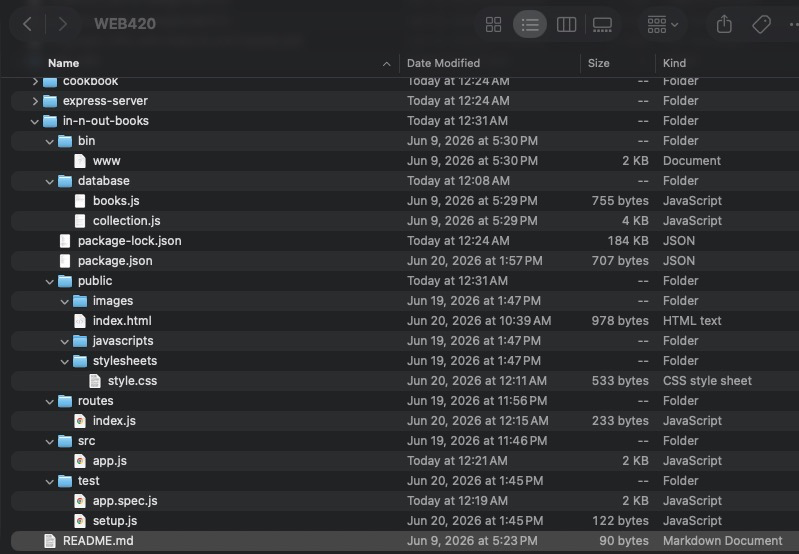 WEB420
Name Date Modified Size Kind
cookbook Today at 12:24 AM -- Folder
express-server Today at 12:24 AM -- Folder
in-n-out-books Today at 12:31 AM -- Folder
bin Jun 9, 2026 at 5:30 PM -- Folder
www Jun 9, 2026 at 5:30 PM 2 KB Document
database Today at 12:08 AM -- Folder
books.js Jun 9, 2026 at 5:29 PM 755 bytes JavaScript
collection.js Jun 9, 2026 at 5:29 PM 4 KB JavaScript
package-lock.json Today at 12:24 AM 184 KB JSON
package.json Jun 20, 2026 at 1:57 PM 707 bytes JSON
public Today at 12:31 AM -- Folder
images Jun 19, 2026 at 1:47 PM -- Folder
index.html Jun 20, 2026 at 10:39 AM 978 bytes HTML text
javascripts Jun 19, 2026 at 1:47 PM -- Folder
stylesheets Jun 19, 2026 at 1:47 PM -- Folder
style.css Jun 20, 2026 at 12:11 AM 533 bytes CSS style sheet
routes Jun 19, 2026 at 11:56 PM -- Folder
index.js Jun 20, 2026 at 12:15 AM 233 bytes JavaScript
src Jun 19, 2026 at 11:46 PM -- Folder
app.js Today at 12:21 AM 2 KB JavaScript
test Jun 20, 2026 at 1:45 PM -- Folder
app.spec.js Today at 12:19 AM 2 KB JavaScript
setup.js Jun 20, 2026 at 1:45 PM 122 bytes JavaScript
README.md Jun 9, 2026 at 5:23 PM 90 bytes Markdown Document